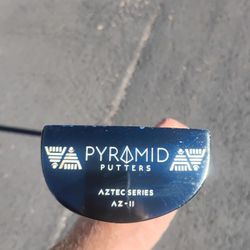 PYRAMID
PUTTERS
AZTEC SERIES
AZ-II